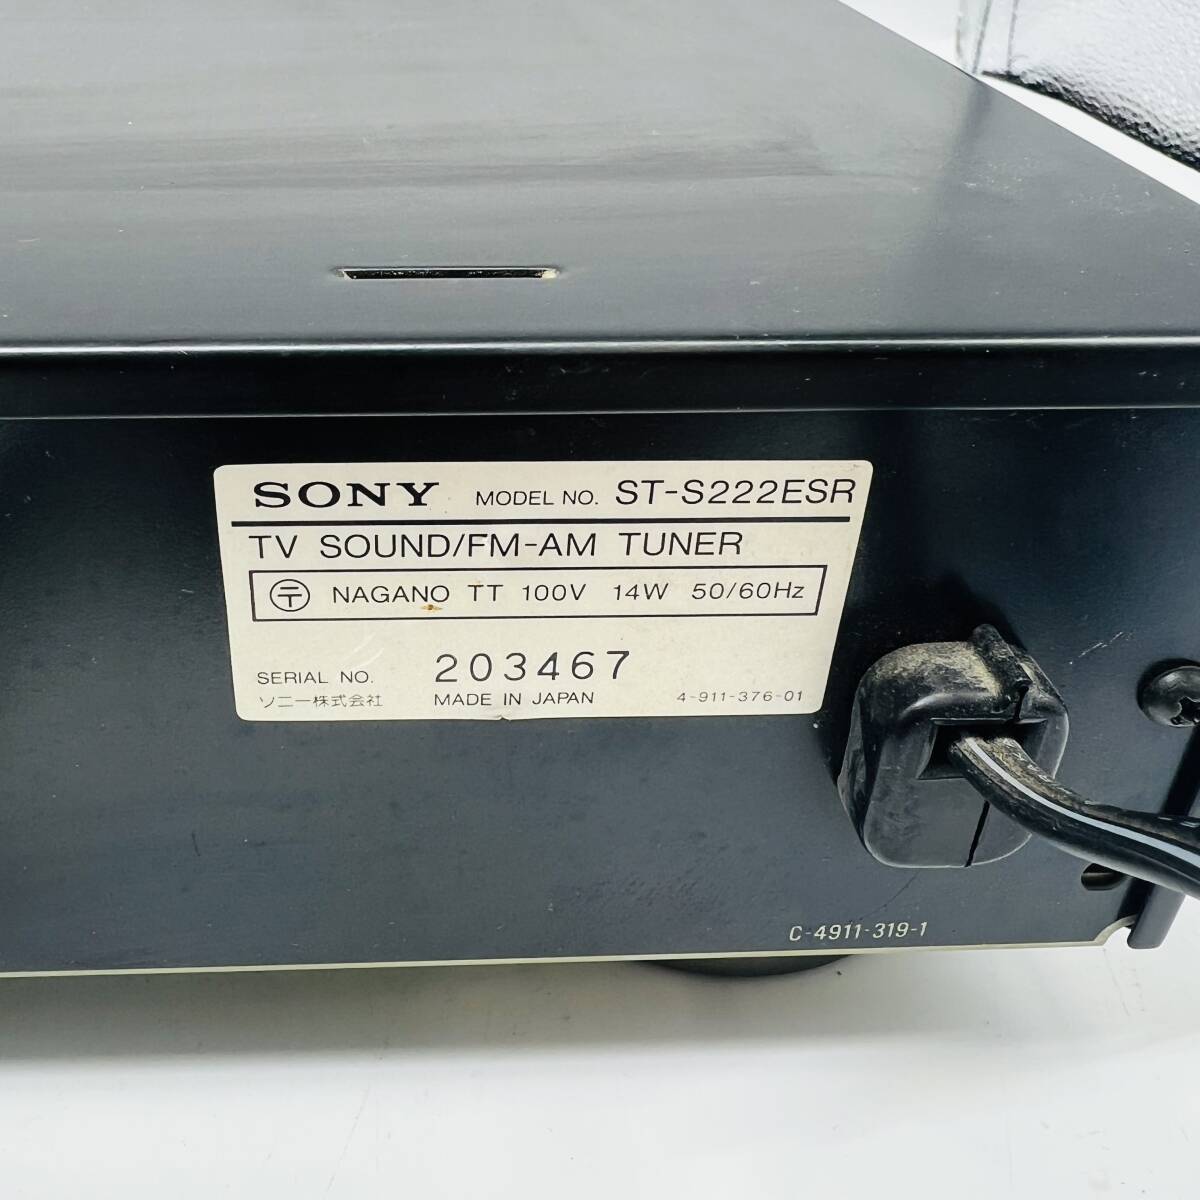 SONY MODEL NO. ST-S222ESR
TV SOUND/FM-AM TUNER
〒 NAGANO TT 100V 14W 50/60Hz
SERIAL NO. 203467
ソニー株式会社 MADE IN JAPAN 4-911-376-01
C-4911-319-1